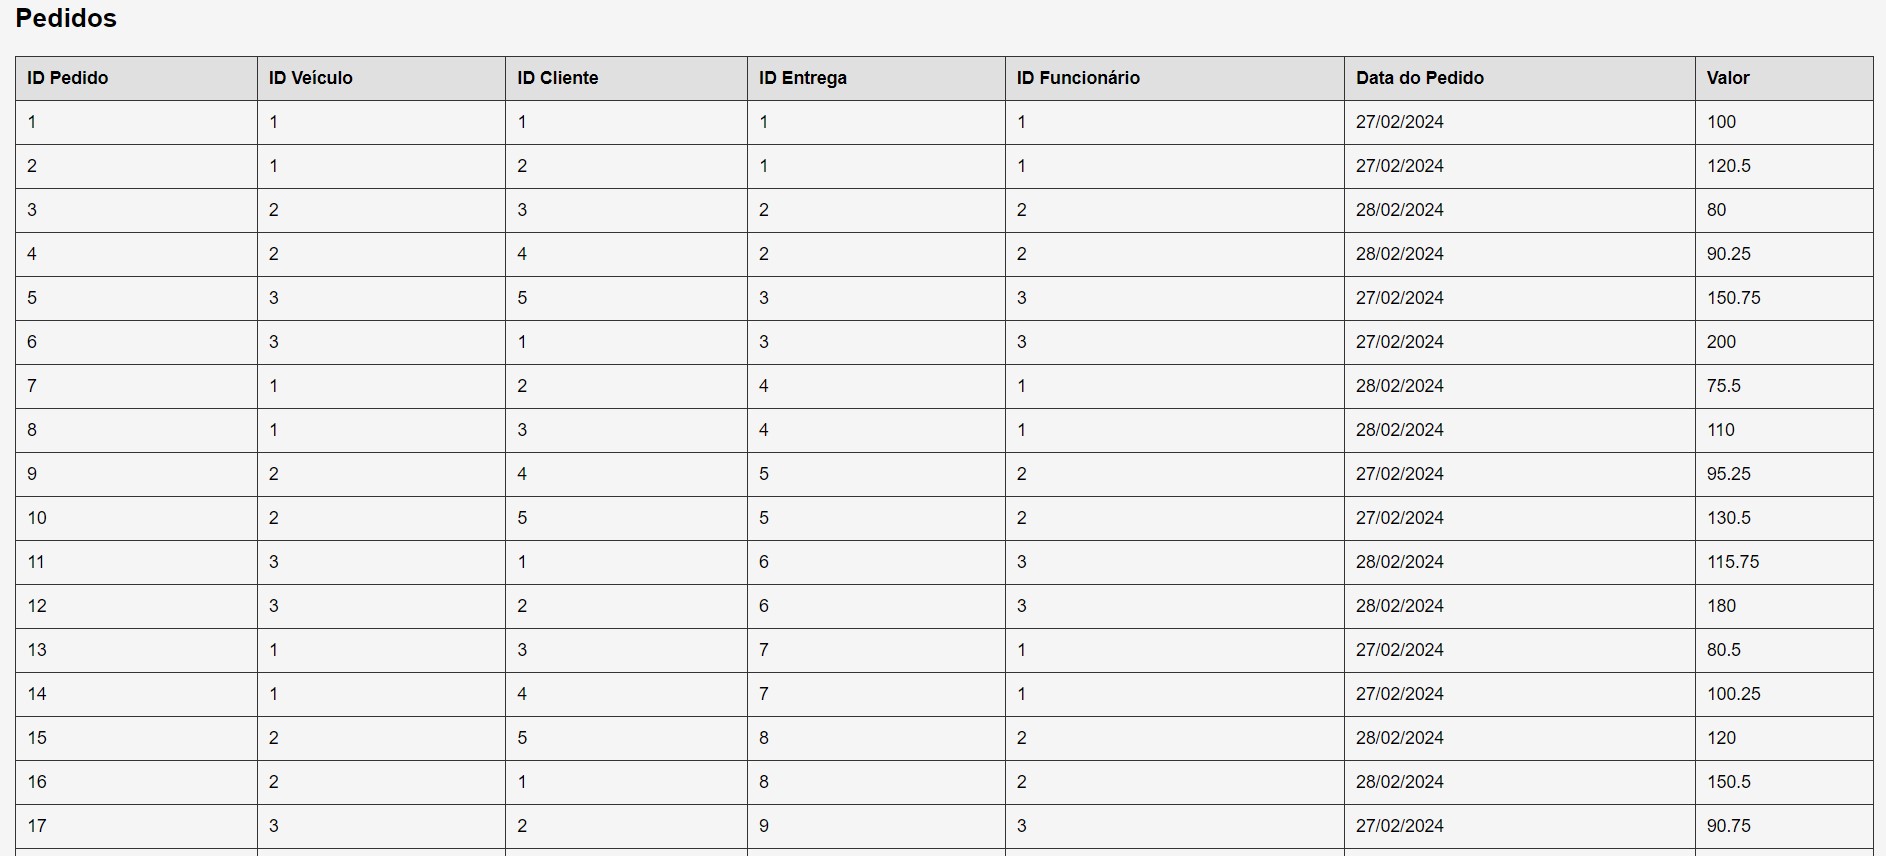 Pedidos
ID Pedido ID Veículo ID Cliente ID Entrega ID Funcionário Data do Pedido Valor
1 1 1 1 1 27/02/2024 100
2 1 2 1 1 27/02/2024 120.5
3 2 3 2 2 28/02/2024 80
4 2 4 2 2 28/02/2024 90.25
5 3 5 3 3 27/02/2024 150.75
6 3 1 3 3 27/02/2024 200
7 1 2 4 1 28/02/2024 75.5
8 1 3 4 1 28/02/2024 110
9 2 4 5 2 27/02/2024 95.25
10 2 5 5 2 27/02/2024 130.5
11 3 1 6 3 28/02/2024 115.75
12 3 2 6 3 28/02/2024 180
13 1 3 7 1 27/02/2024 80.5
14 1 4 7 1 27/02/2024 100.25
15 2 5 8 2 28/02/2024 120
16 2 1 8 2 28/02/2024 150.5
17 3 2 9 3 27/02/2024 90.75